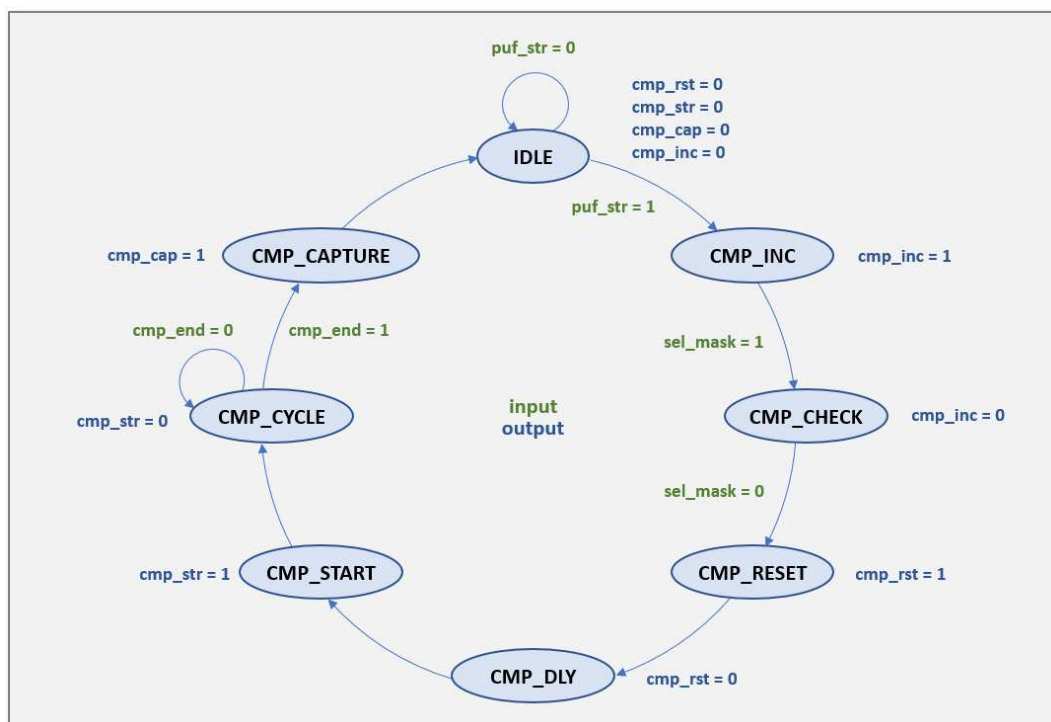 puf_str = 0
cmp_rst = 0
cmp_str = 0
cmp_cap = 0
cmp_inc = 0
IDLE
puf_str = 1
cmp_cap = 1
CMP_CAPTURE
CMP_INC
cmp_inc = 1
cmp_end = 0
cmp_end = 1
sel_mask = 1
cmp_str = 0
CMP_CYCLE
input
output
CMP_CHECK
cmp_inc = 0
sel_mask = 0
cmp_str = 1
CMP_START
CMP_RESET
cmp_rst = 1
CMP_DLY
cmp_rst = 0